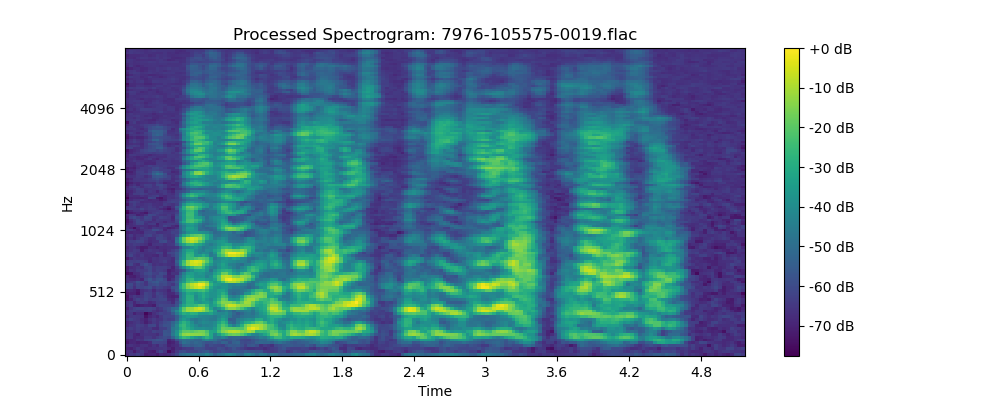 Processed Spectrogram: 7976-105575-0019.flac
Hz
4096
2048
1024
512
0
0 0.6 1.2 1.8 2.4 3 3.6 4.2 4.8
Time
+0 dB
-10 dB
-20 dB
-30 dB
-40 dB
-50 dB
-60 dB
-70 dB